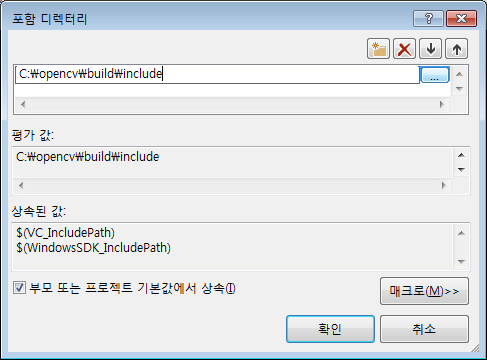 포함 디렉터리
C:₩opencv₩build₩include
...
평가 값:
C:₩opencv₩build₩include
상속된 값:
$(VC_IncludePath)
$(WindowsSDK_IncludePath)
부모 또는 프로젝트 기본값에서 상속(I)
매크로(M)>>
확인
취소